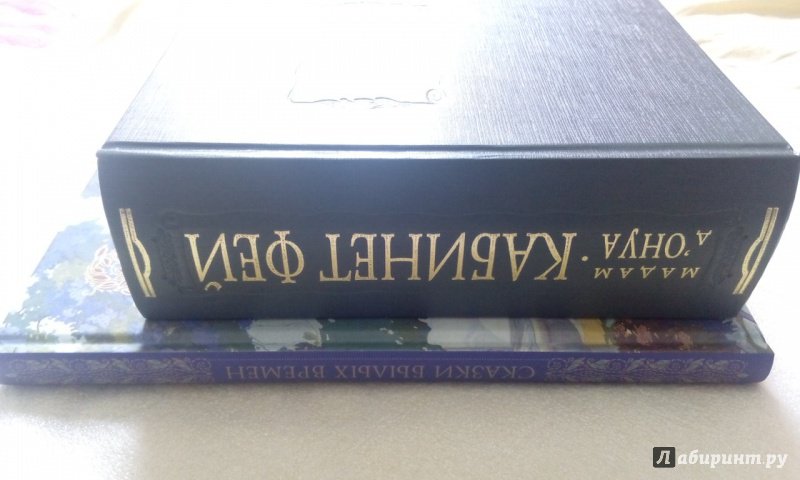 МАДАМ
Д'ОНУА
· КАБИНЕТ ФЕЙ
СКАЗКИ БЫЛЫХ ВРЕМЕН
Лабиринт.ру